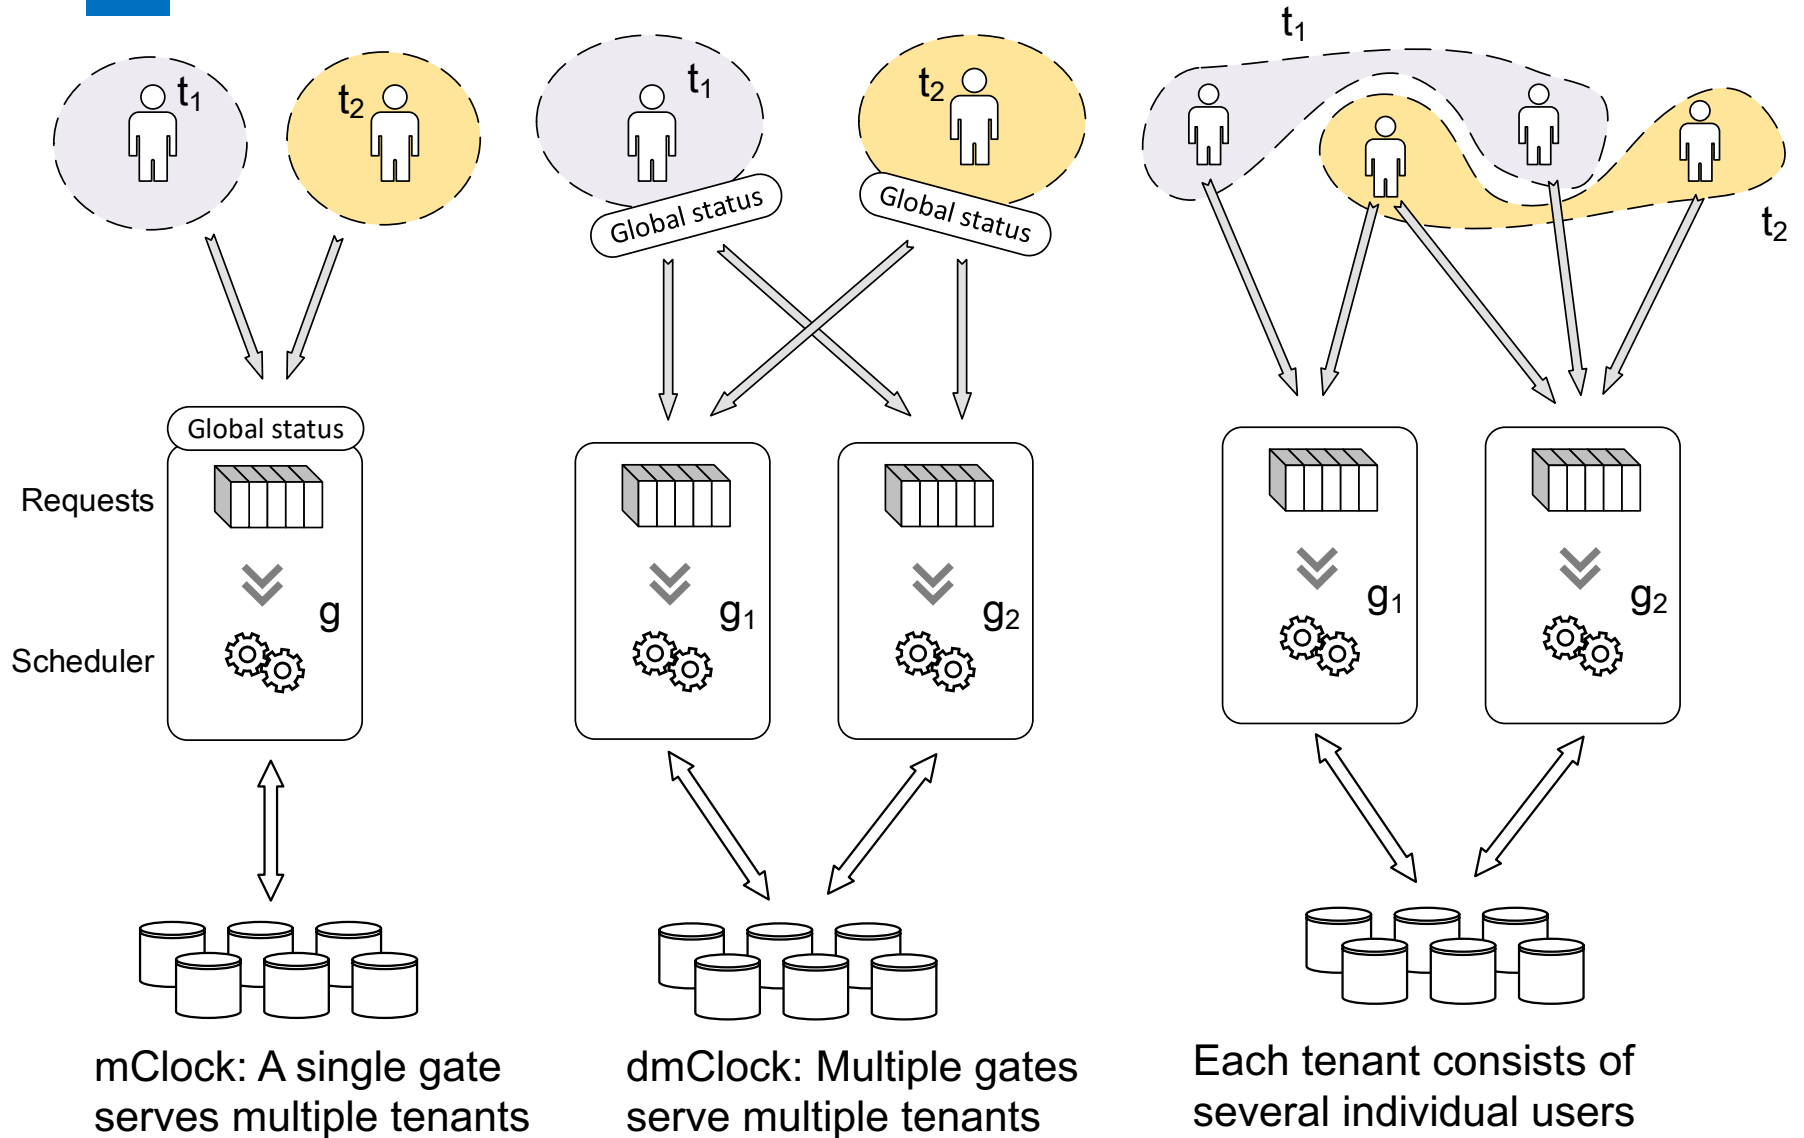 t₁
t₂
Global status
Requests
Scheduler
g
mClock: A single gate
serves multiple tenants
t₁
t₂
Global status
Global status
g₁
g₂
dmClock: Multiple gates
serve multiple tenants
t₁
t₂
g₁
g₂
Each tenant consists of
several individual users